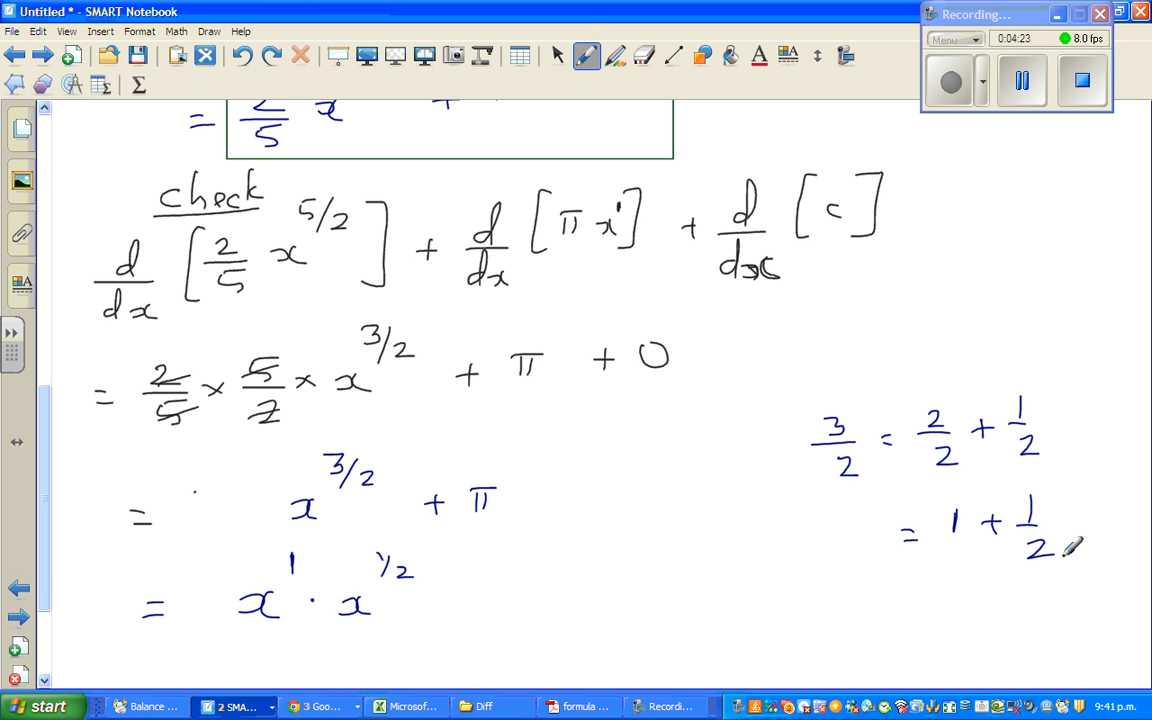 Untitled * - SMART Notebook
Recording...
File Edit View Insert Format Math Draw Help
Menu 0:04:23 8.0 fps
= 2/5 x +
check
d/dx [2/5 x^5/2] + d/dx [π x^1] + d/dx [c]
= 2/5 × 5/2 × x^3/2 + π + 0
3/2 = 2/2 + 1/2
= x^3/2 + π
= 1 + 1/2
= x^1 · x^1/2
start Balance ... 2 SMA... 3 Goo... Microsof... Diff formula ... Recordi... 9:41 p.m.